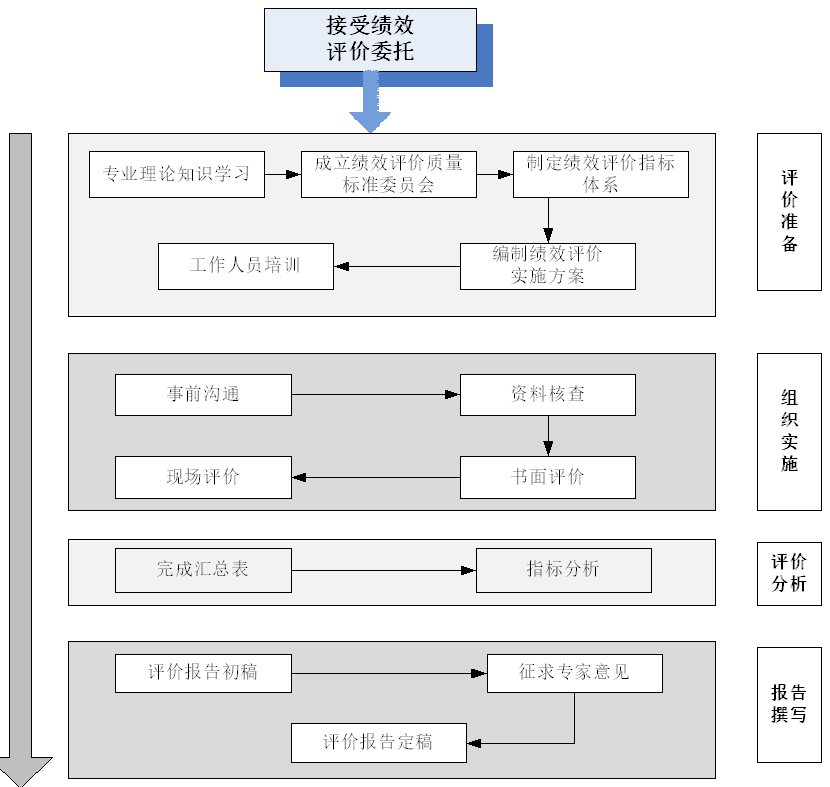 接受绩效
评价委托
专业理论知识学习
成立绩效评价质量
标准委员会
制定绩效评价指标
体系
工作人员培训
编制绩效评价
实施方案
评
价
准
备
事前沟通
资料核查
现场评价
书面评价
组
织
实
施
完成汇总表
指标分析
评价
分析
评价报告初稿
征求专家意见
评价报告定稿
报告
撰写